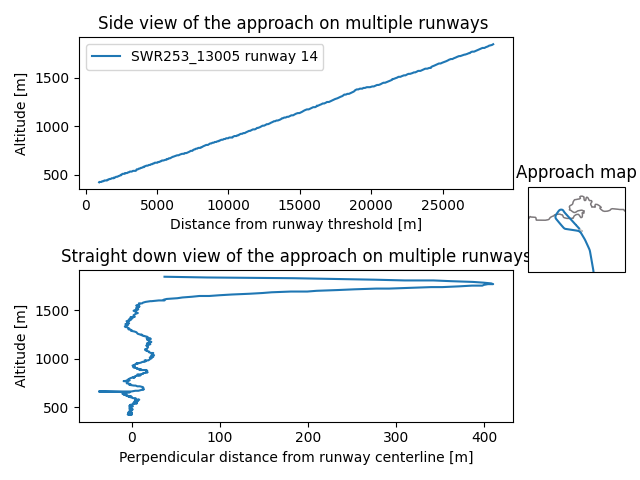 Side view of the approach on multiple runways
SWR253_13005 runway 14
Altitude [m]
1500
1000
500
0
5000
10000
15000
20000
25000
Distance from runway threshold [m]
Approach map
Straight down view of the approach on multiple runways
Altitude [m]
1500
1000
500
0
100
200
300
400
Perpendicular distance from runway centerline [m]